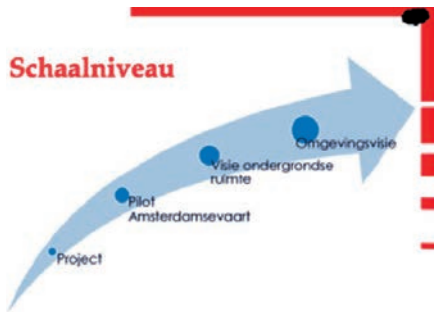 Schaalniveau
Omgevingsvisie
Visie ondergrondse
ruimte
Pilot
Amsterdamsevaart
Project